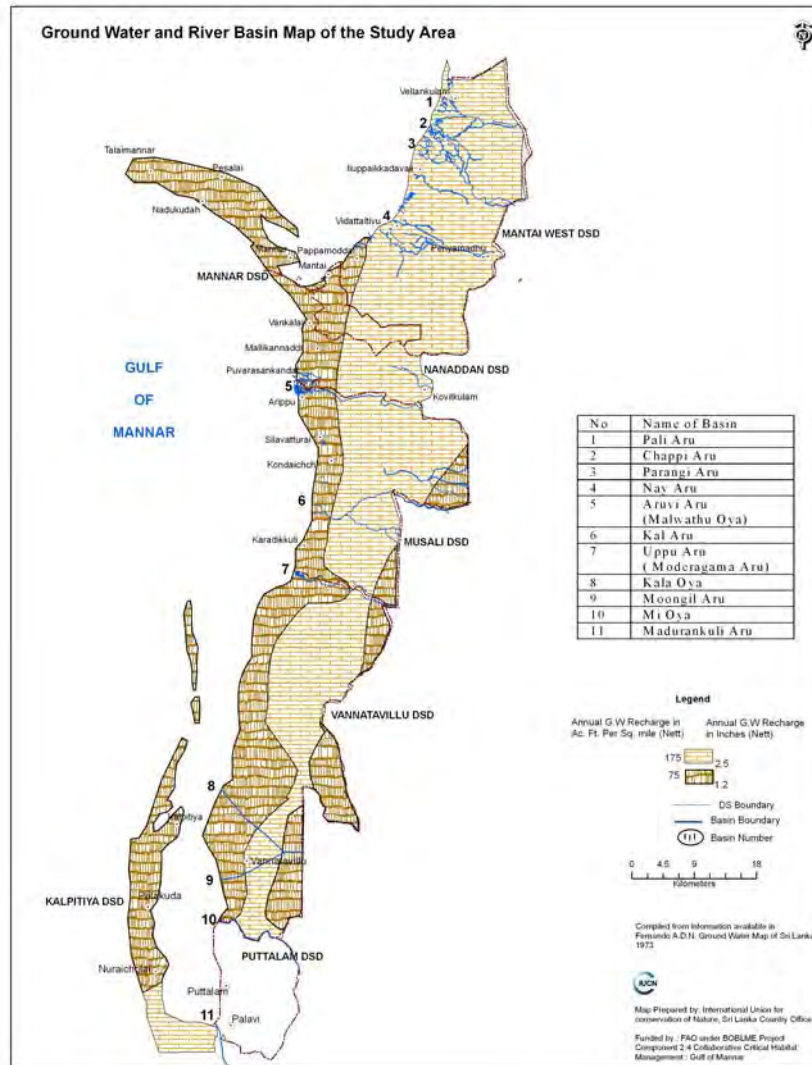 Ground Water and River Basin Map of the Study Area
Vellankulam
1
2
3
Talaimannar
Pesalai
Iluppaikkadavai
Nadukudah
Vidattaltivu
4
MANTAI WEST DSD
Periyamadhu
Mannar
Pappamoddai
Mantai
MANNAR DSD
Vankalai
Mallikannaddi
GULF
OF
MANNAR
Puvarasankandal
NANADDAN DSD
5
Kovilkulam
Arippu
Silavatturai
Kondaichchi
6
Karadikkuti
MUSALI DSD
7
No Name of Basin
1 Pali Aru
2 Chappi Aru
3 Parangi Aru
4 Nay Aru
5 Aruvi Aru
(Malwathu Oya)
6 Kal Aru
7 Uppu Aru
( Moderagama Aru)
8 Kala Oya
9 Moongil Aru
10 Mi Oya
11 Madurankuli Aru
VANNATAVILLU DSD
8
Kalpitiya
Vannatavillu
9
KALPITIYA DSD
10
PUTTALAM DSD
Nuraicholai
Puttalam
11
Palavi
Legend
Annual G.W Recharge in
Ac. Ft. Per Sq. mile (Nett)
Annual G.W Recharge
in Inches (Nett)
175 2.5
75 1.2
DS Boundary
Basin Boundary
Basin Number
0 4.5 9 18
Kilometers
Compiled from Information available in
Fernando A.D.N. Ground Water Map of Sri Lanka
1973
IUCN
Map Prepared by: International Union for
conservation of Nature, Sri Lanka Country Office
Funded by : FAO under BOBLME Project
Component 2.4 Collaborative Critical Habitat
Management : Gulf of Mannar